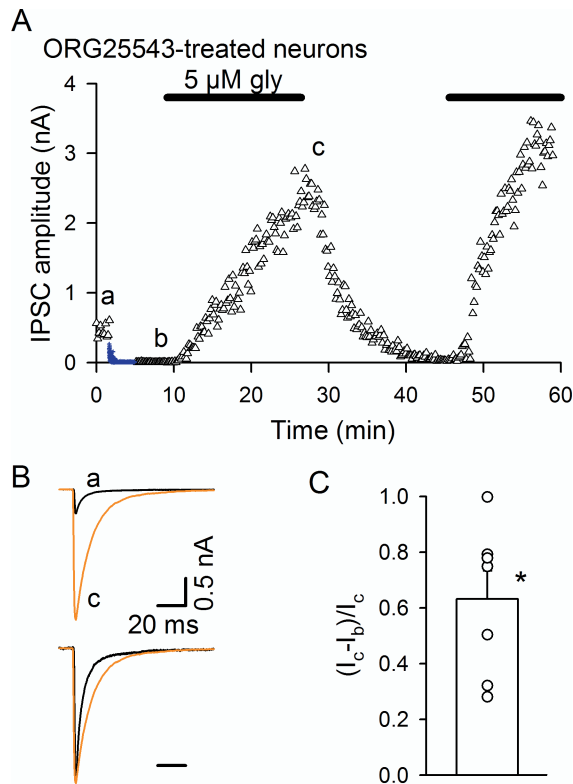 A
ORG25543-treated neurons
5 µM gly
4
3
2
1
0
IPSC amplitude (nA)
a
b
c
0 10 20 30 40 50 60
Time (min)
B
a
c
0.5 nA
20 ms
C
1.0
0.8
0.6
0.4
0.2
0.0
(Ic-Ib)/Ic
*